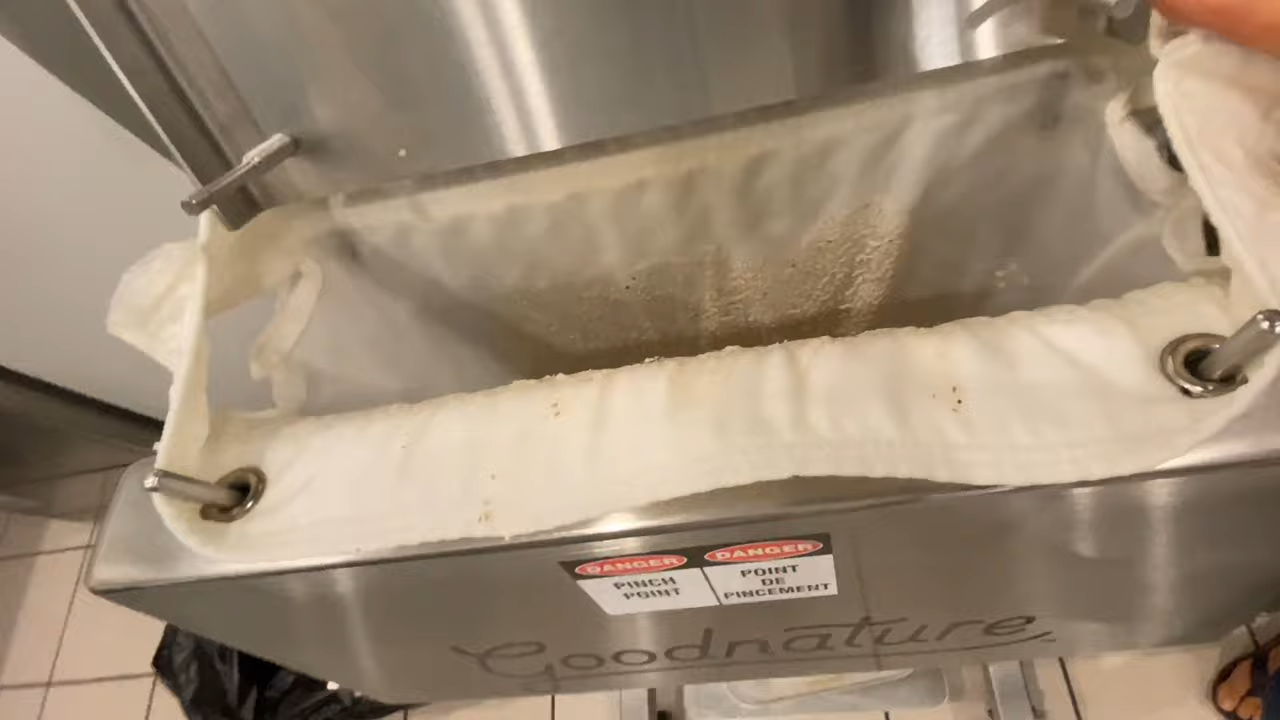 DANGER
PINCH
POINT
DANGER
POINT
DE
PINCEMENT
Goodnature